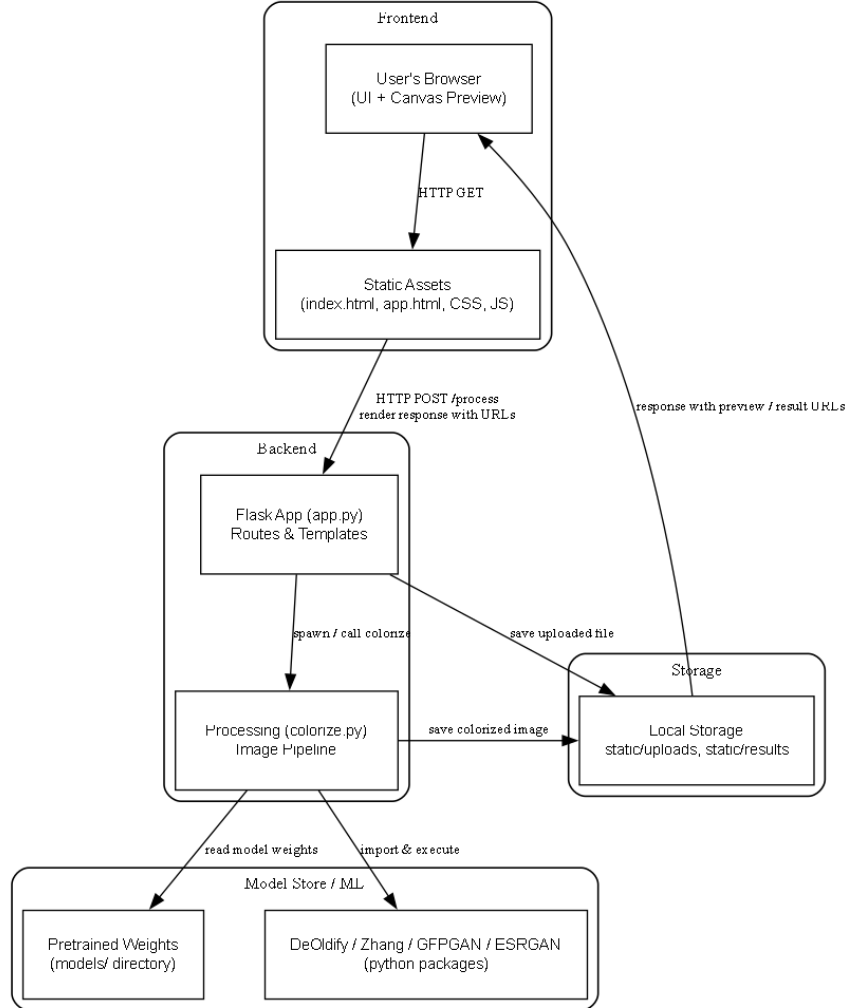 Frontend
User's Browser
(UI + Canvas Preview)
HTTP GET
Static Assets
(index.html, app.html, CSS, JS)
HTTP POST /process
render response with URLs
response with preview / result URLs
Backend
Flask App (app.py)
Routes & Templates
spawn / call colorize
save uploaded file
Storage
Processing (colorize.py)
Image Pipeline
save colorized image
Local Storage
static/uploads, static/results
read model weights
import & execute
Model Store / ML
Pretrained Weights
(models/ directory)
DeOldify / Zhang / GFPGAN / ESRGAN
(python packages)